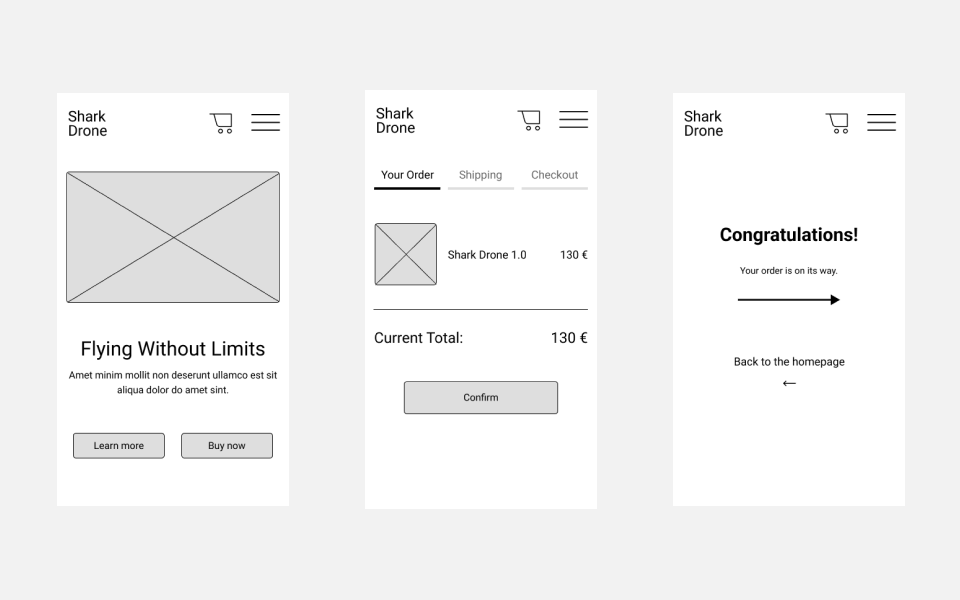 Shark
Drone
Flying Without Limits
Amet minim mollit non deserunt ullamco est sit
aliqua dolor do amet sint.
Learn more
Buy now
Shark
Drone
Your Order
Shipping
Checkout
Shark Drone 1.0
130 €
Current Total:
130 €
Confirm
Shark
Drone
Congratulations!
Your order is on its way.
Back to the homepage